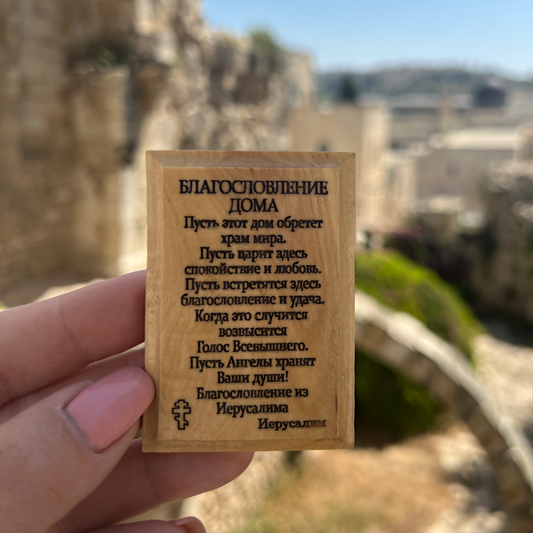 БЛАГОСЛОВЛЕНИЕ
ДОМА
Пусть этот дом обретет
храм мира.
Пусть царит здесь
спокойствие и любовь.
Пусть встретятся здесь
благословение и удача.
Когда это случится
возвысится
Голос Всевышнего.
Пусть Ангелы хранят
Ваши души!
Благословение из
Иерусалима
Иерусалим